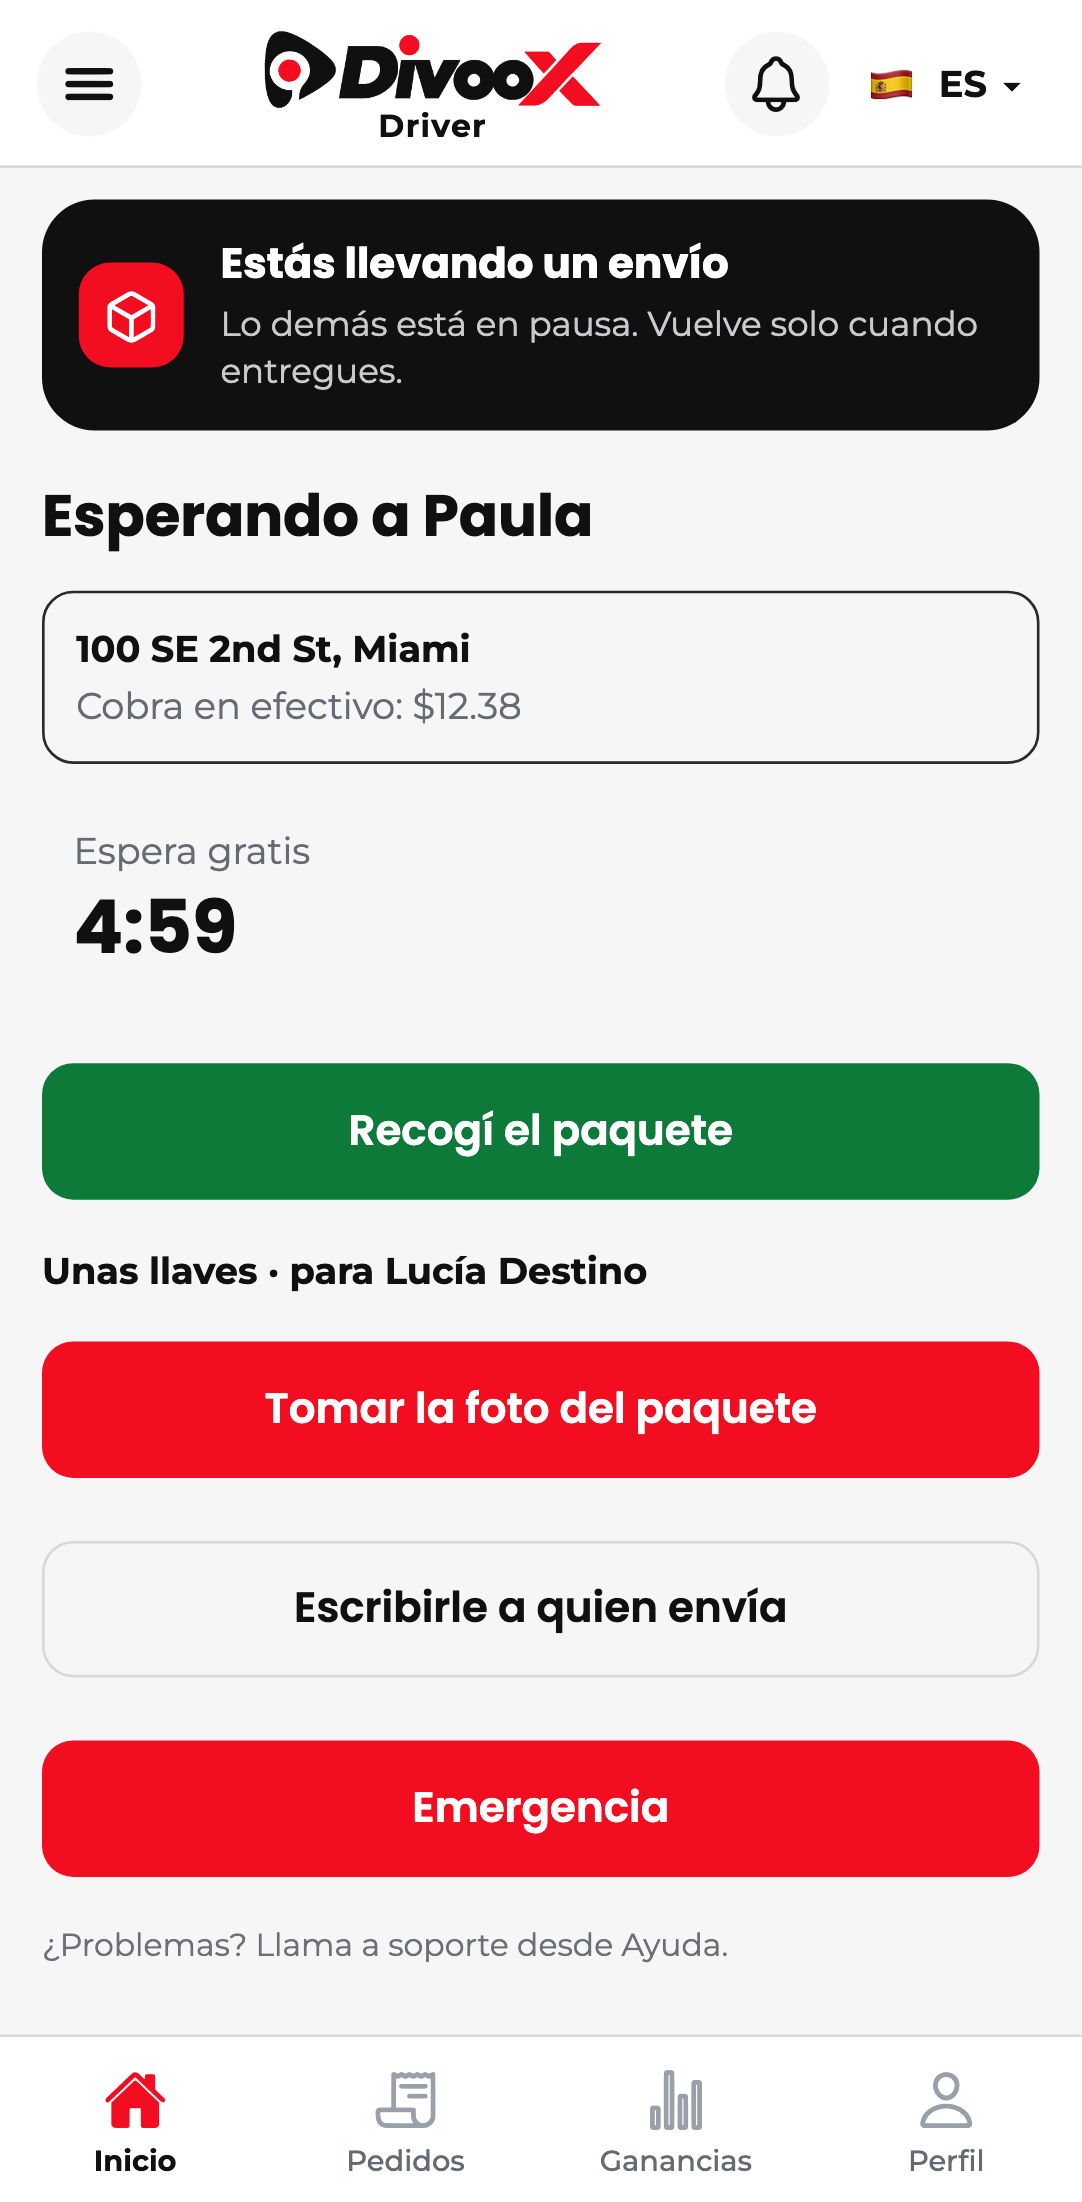 DivooX
Driver
ES
Estás llevando un envío
Lo demás está en pausa. Vuelve solo cuando
entregues.
Esperando a Paula
100 SE 2nd St, Miami
Cobra en efectivo: $12.38
Espera gratis
4:59
Recogí el paquete
Unas llaves · para Lucía Destino
Tomar la foto del paquete
Escribirle a quien envía
Emergencia
¿Problemas? Llama a soporte desde Ayuda.
Inicio
Pedidos
Ganancias
Perfil